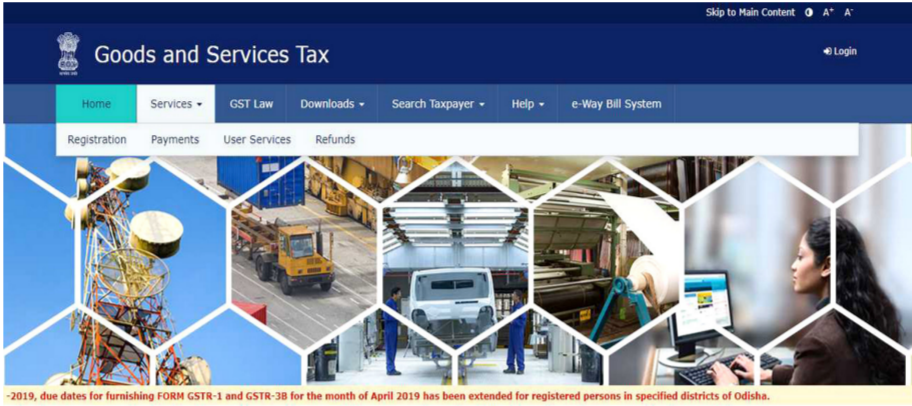 Skip to Main Content A+ A-
Goods and Services Tax
Login
Home Services GST Law Downloads Search Taxpayer Help e-Way Bill System
Registration Payments User Services Refunds
-2019, due dates for furnishing FORM GSTR-1 and GSTR-3B for the month of April 2019 has been extended for registered persons in specified districts of Odisha.